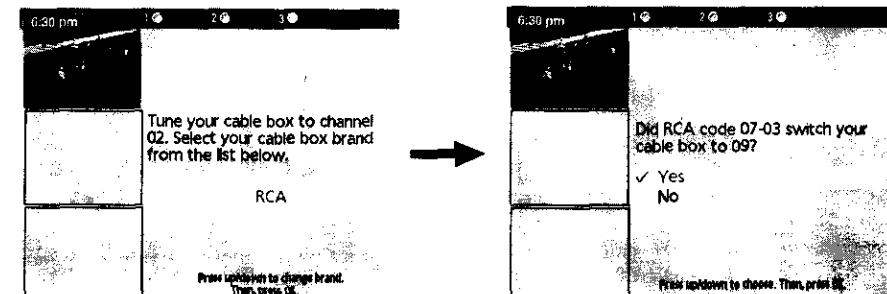 6:30 pm 1 2 3
Tune your cable box to channel
02. Select your cable box brand
from the list below.
RCA
Press up/down to change brand.
Then, press OK.
6:30 pm 1 2 3
Did RCA code 07-03 switch your
cable box to 09?
✓ Yes
No
Press up/down to choose. Then, press OK.